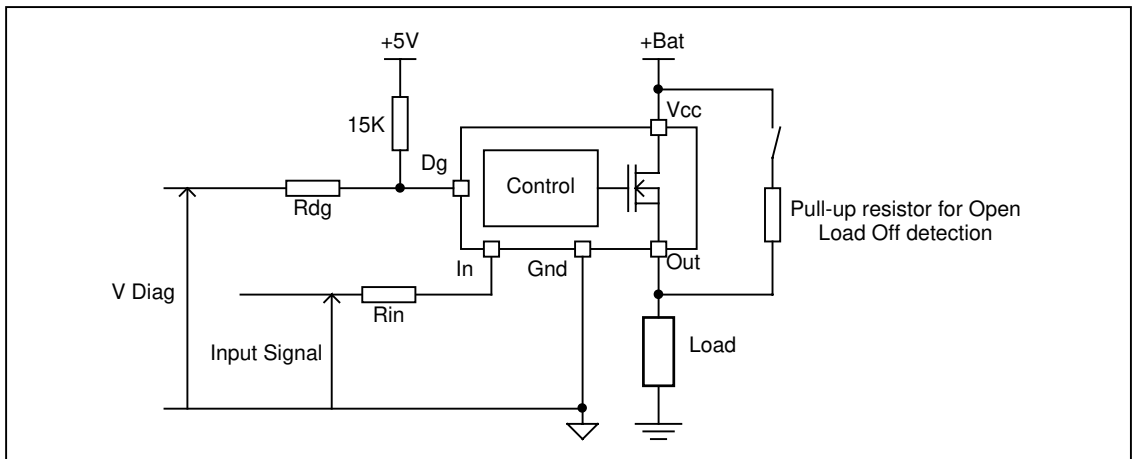 +5V
+Bat
Vcc
15K
Dg
Control
Rdg
Pull-up resistor for Open
Load Off detection
In
Gnd
Out
V Diag
Rin
Input Signal
Load